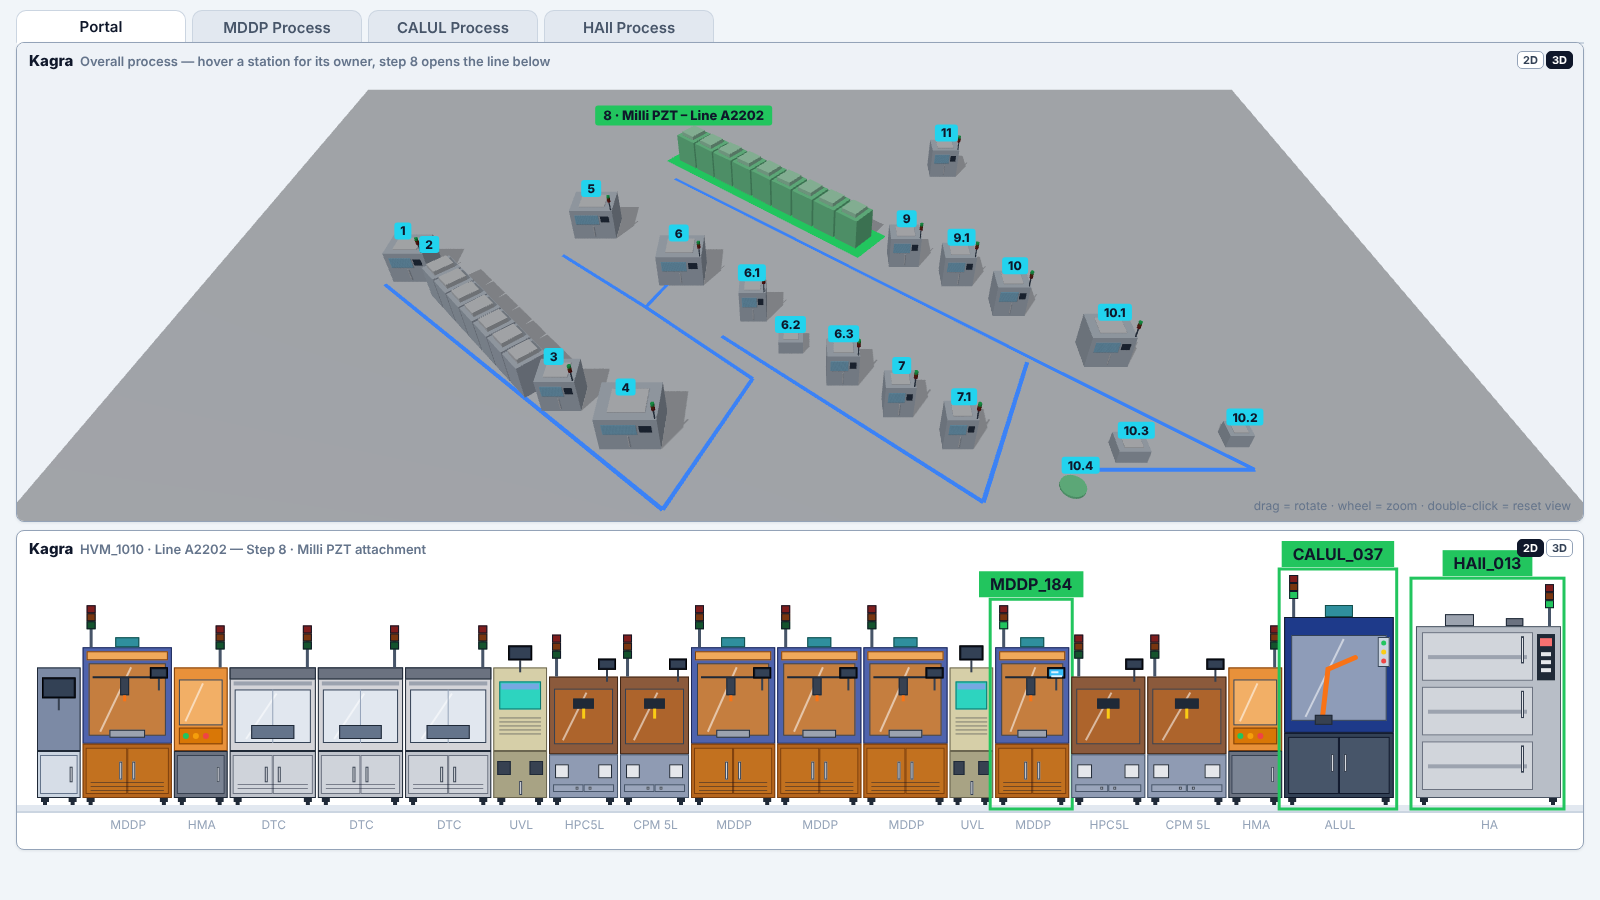 Portal
MDDP Process
CALUL Process
HAII Process
Kagra Overall process — hover a station for its owner, step 8 opens the line below
2D 3D
8 · Milli PZT – Line A2202
11
5
9
1
2
6
9.1
6.1
10
10.1
6.2
6.3
3
7
4
7.1
10.2
10.3
10.4
drag = rotate · wheel = zoom · double-click = reset view
Kagra HVM_1010 · Line A2202 — Step 8 · Milli PZT attachment
2D 3D
CALUL_037
HAII_013
MDDP_184
MDDP HMA DTC DTC DTC UVL HPC5L CPM 5L MDDP MDDP MDDP UVL MDDP HPC5L CPM 5L HMA ALUL HA